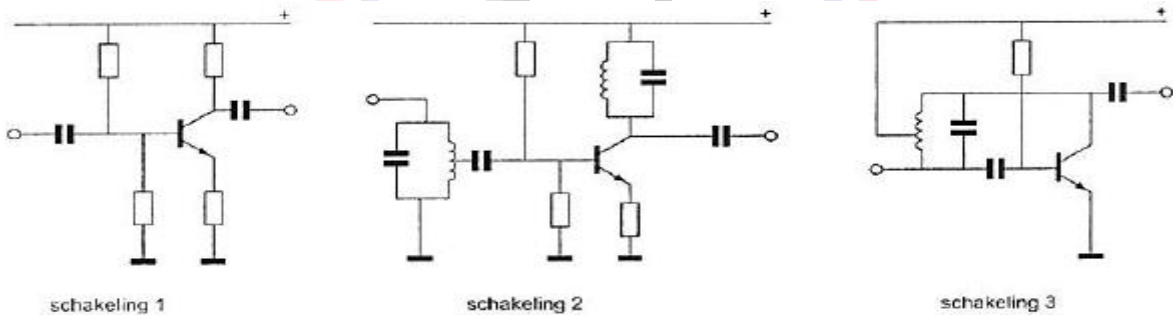 + + +
schakeling 1 schakeling 2 schakeling 3